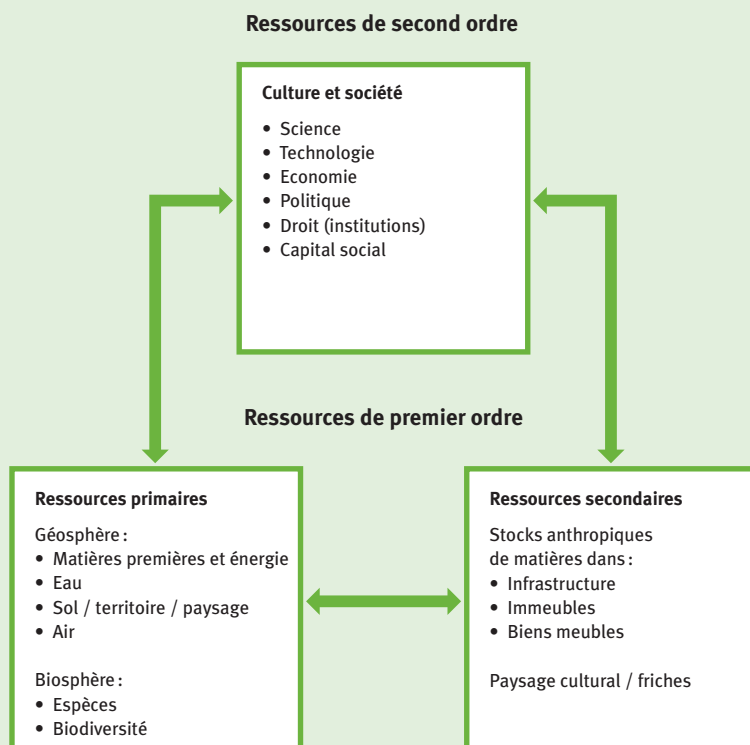 Ressources de second ordre
Culture et société
• Science
• Technologie
• Economie
• Politique
• Droit (institutions)
• Capital social
Ressources de premier ordre
Ressources primaires
Géosphère :
• Matières premières et énergie
• Eau
• Sol / territoire / paysage
• Air
Biosphère :
• Espèces
• Biodiversité
Ressources secondaires
Stocks anthropiques
de matières dans :
• Infrastructure
• Immeubles
• Biens meubles
Paysage cultural / friches